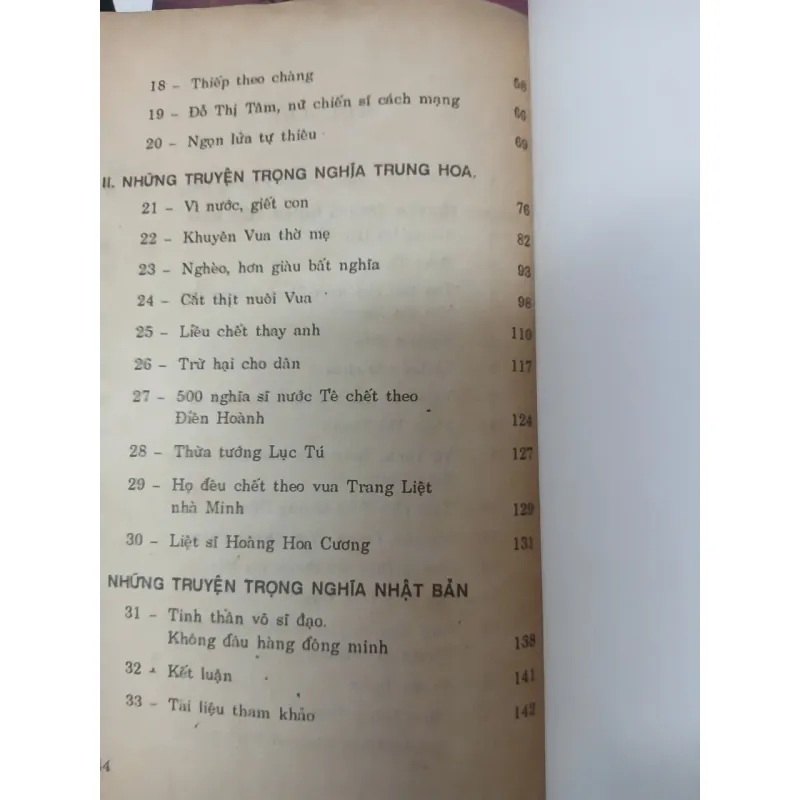 18 – Thiếp theo chàng 68
19 – Đỗ Thị Tâm, nữ chiến sĩ cách mạng 66
20 – Ngọn lửa tự thiêu 69
II. NHỮNG TRUYỆN TRỌNG NGHĨA TRUNG HOA.
21 – Vì nước, giết con 76
22 – Khuyên Vua thờ mẹ 82
23 – Nghèo, hơn giàu bất nghĩa 93
24 – Cắt thịt nuôi Vua 98
25 – Liều chết thay anh 110
26 – Trừ hại cho dân 117
27 – 500 nghĩa sĩ nước Tề chết theo
Điền Hoành 124
28 – Thừa tướng Lục Tú 127
29 – Họ đều chết theo vua Trang Liệt
nhà Minh 129
30 – Liệt sĩ Hoàng Hoa Cương 131
NHỮNG TRUYỆN TRỌNG NGHĨA NHẬT BẢN
31 – Tinh thần võ sĩ đạo.
Không đầu hàng đồng minh 138
32 – Kết luận 141
33 – Tài liệu tham khảo 142